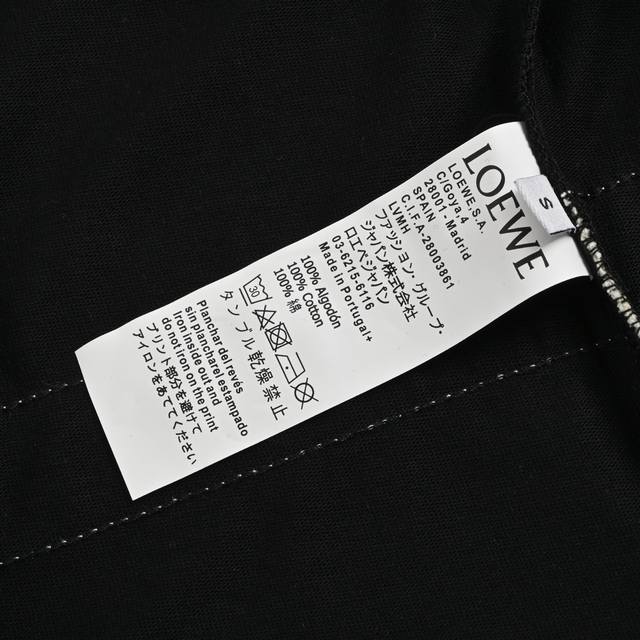 LOEWE
S
LOEWE S.A.
C/Goya, 4
28001. Madrid
SPAIN
C.I.F.A-28003861
LVMH
ファッション・グループ・
ジャパン株式会社
ロエベジャパン
03-6215-6116
Made in Portugal+
100% Algodón
100% Cotton
100% 綿
30
タンブル乾燥禁止
Planchar del revés
sin planchar el estampado
iron inside out and
do not iron on the print
プリント部分を避けて
アイロンをあててください